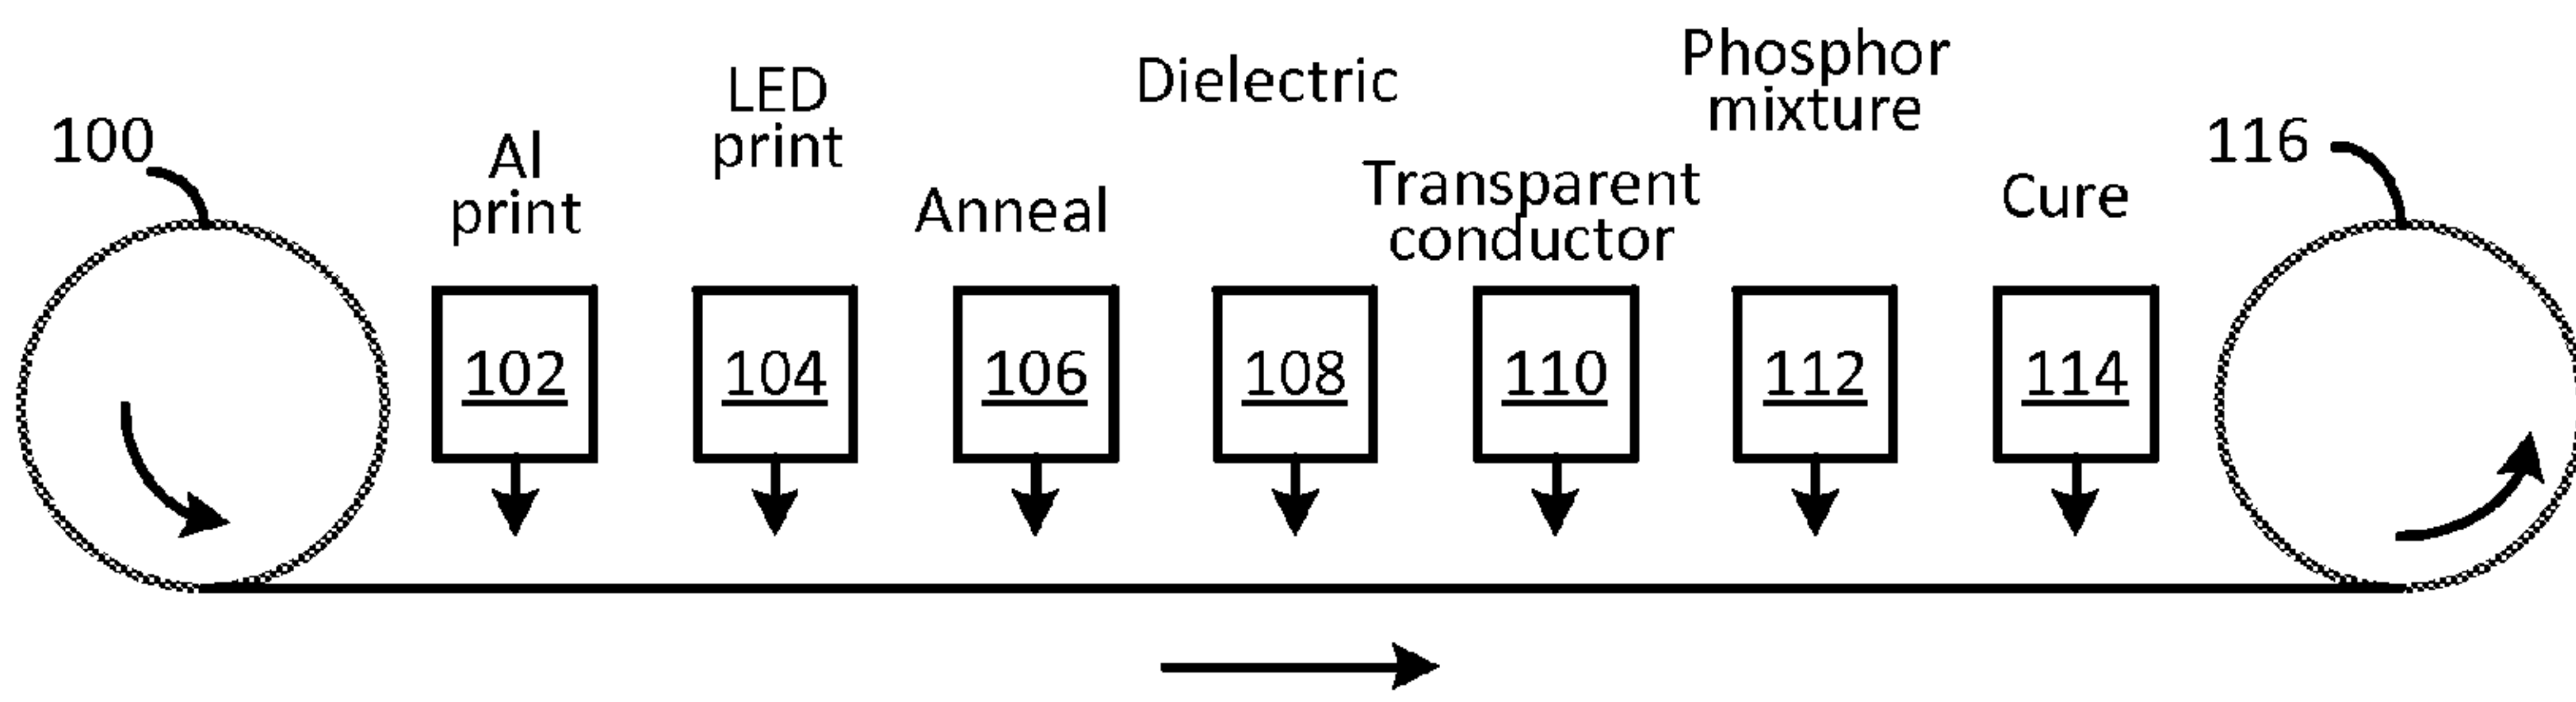 100
Al
print
LED
print
Anneal
Dielectric
Transparent
conductor
Phosphor
mixture
Cure
116
102
104
106
108
110
112
114